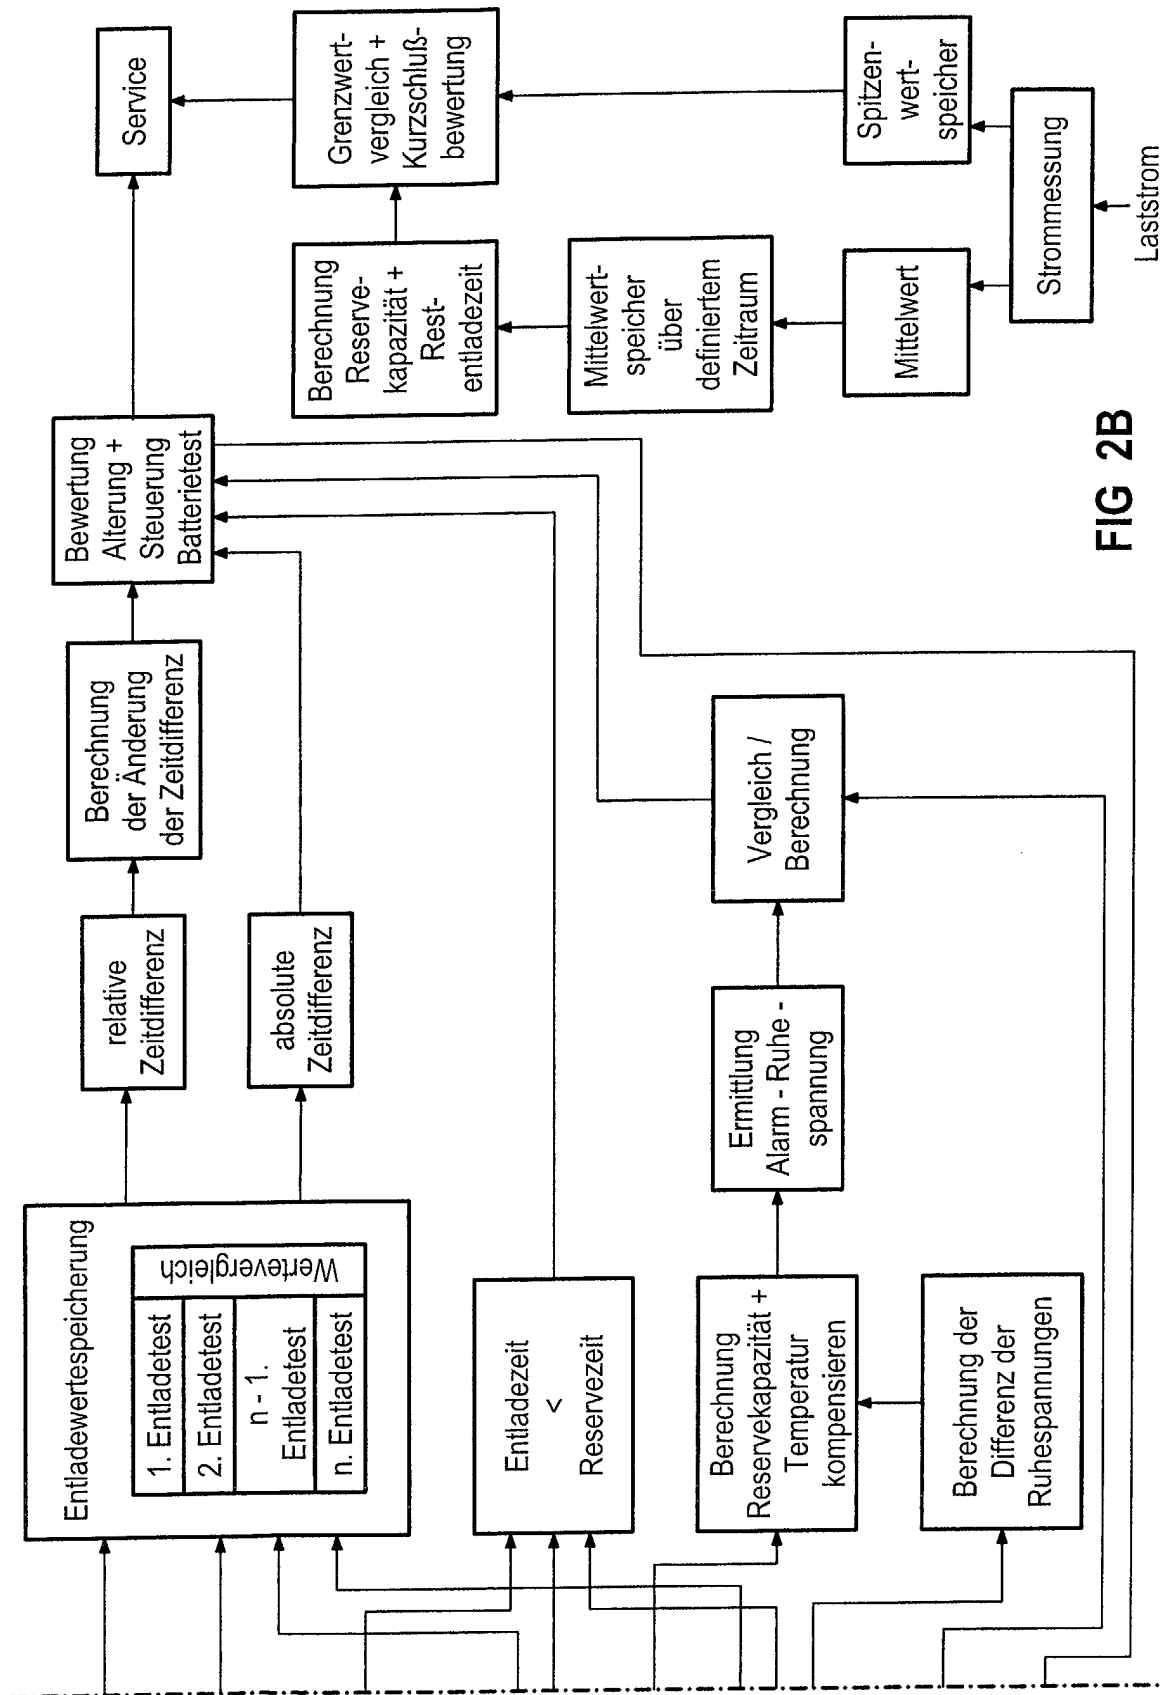 Entladewertespeicherung
1. Entladetest
2. Entladetest
n - 1.
Entladetest
n. Entladetest
Wertevergleich
relative
Zeitdifferenz
Berechnung
der Änderung
der Zeitdifferenz
Bewertung
Alterung +
Steuerung
Batterietest
Service
absolute
Zeitdifferenz
Entladezeit
<
Reservezeit
Berechnung
Reservekapazität +
Temperatur
kompensieren
Ermittlung
Alarm - Ruhe -
spannung
Vergleich /
Berechnung
Berechnung der
Differenz der
Ruhespannungen
Berechnung
Reserve-
kapazität +
Rest-
entladezeit
Grenzwert-
vergleich +
Kurzschluß-
bewertung
Mittelwert-
speicher
über
definiertem
Zeitraum
Mittelwert
Spitzen-
wert-
speicher
Strommessung
Laststrom
FIG 2B